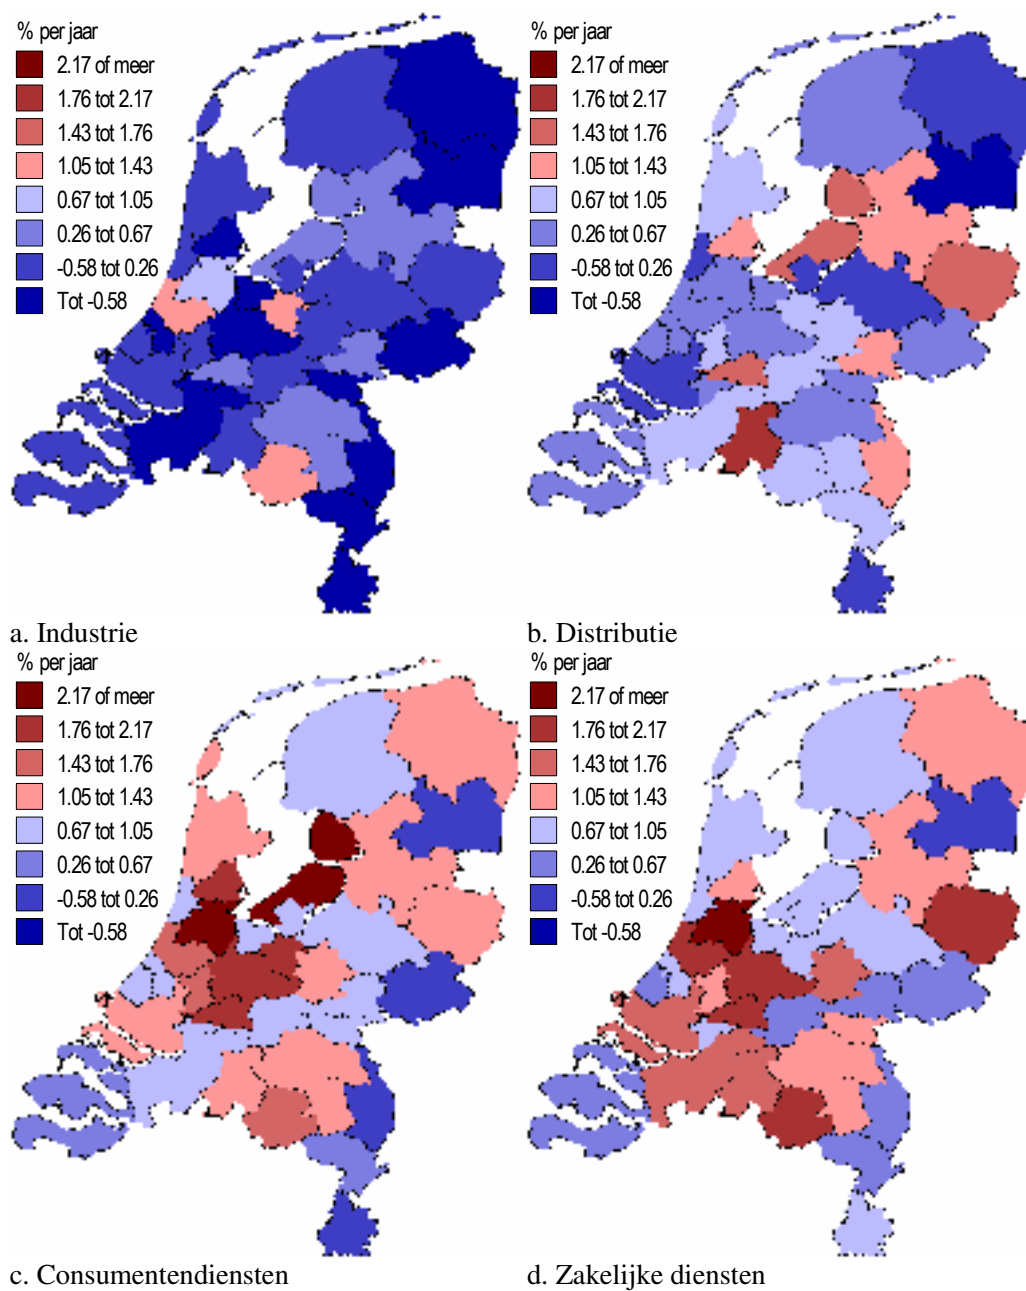 % per jaar
2.17 of meer
1.76 tot 2.17
1.43 tot 1.76
1.05 tot 1.43
0.67 tot 1.05
0.26 tot 0.67
-0.58 tot 0.26
Tot -0.58
a. Industrie
% per jaar
2.17 of meer
1.76 tot 2.17
1.43 tot 1.76
1.05 tot 1.43
0.67 tot 1.05
0.26 tot 0.67
-0.58 tot 0.26
Tot -0.58
b. Distributie
% per jaar
2.17 of meer
1.76 tot 2.17
1.43 tot 1.76
1.05 tot 1.43
0.67 tot 1.05
0.26 tot 0.67
-0.58 tot 0.26
Tot -0.58
c. Consumentendiensten
% per jaar
2.17 of meer
1.76 tot 2.17
1.43 tot 1.76
1.05 tot 1.43
0.67 tot 1.05
0.26 tot 0.67
-0.58 tot 0.26
Tot -0.58
d. Zakelijke diensten